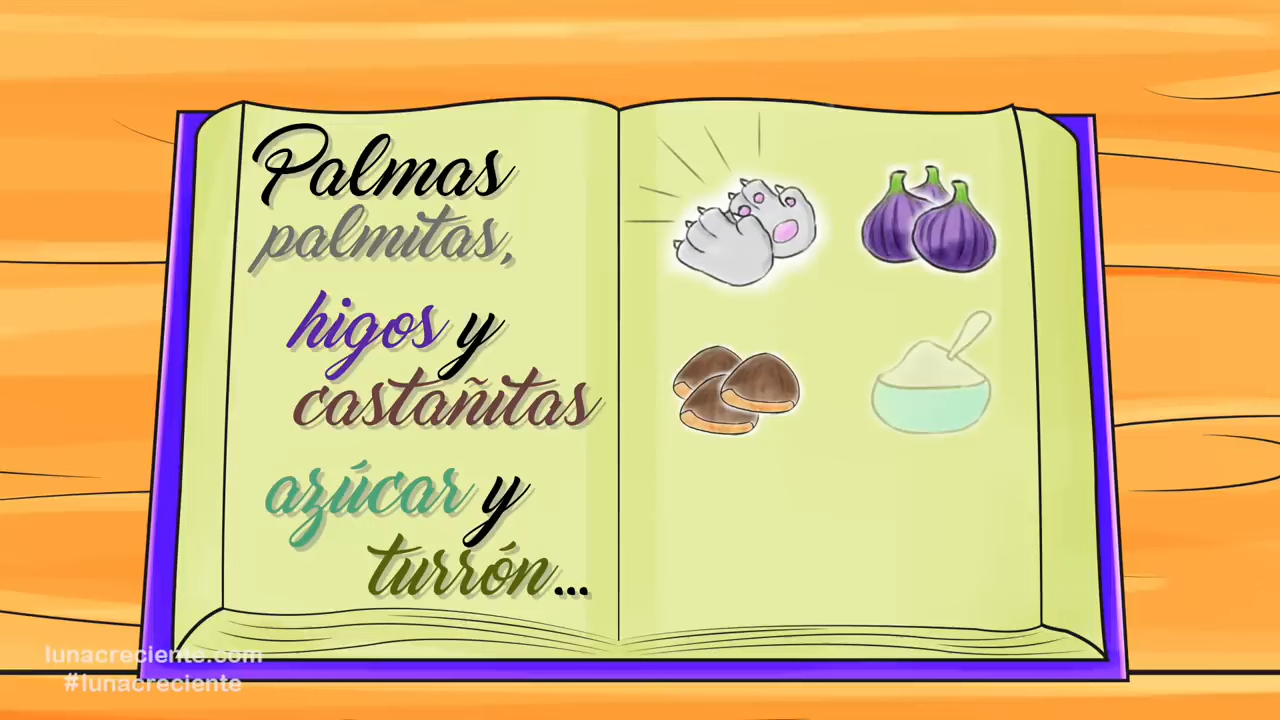 Palmas
palmitas,
higos y
castañitas
azúcar y
turrón...
lunacreciente.com
#lunacreciente